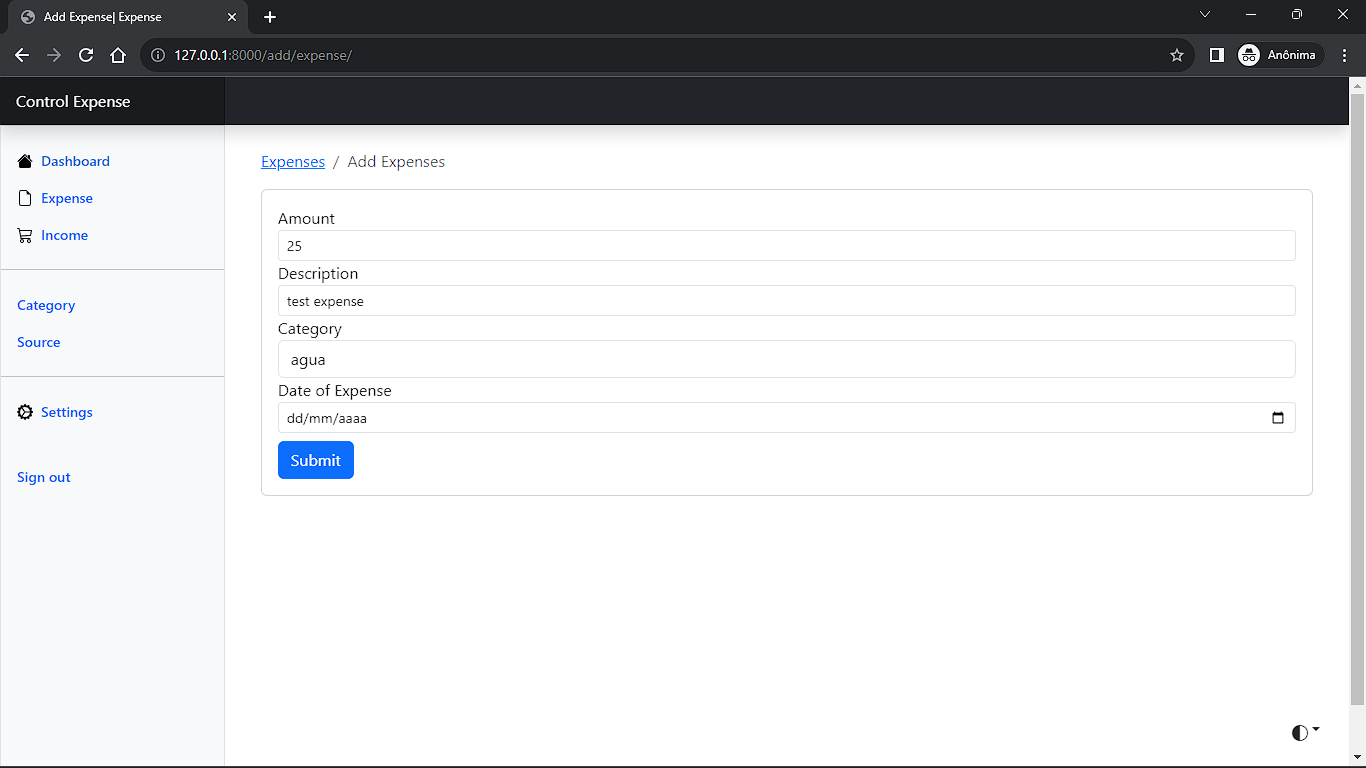 Add Expense| Expense
127.0.0.1:8000/add/expense/
Anônima
Control Expense
Dashboard
Expense
Income
Category
Source
Settings
Sign out
Expenses / Add Expenses
Amount
25
Description
test expense
Category
agua
Date of Expense
dd/mm/aaaa
Submit